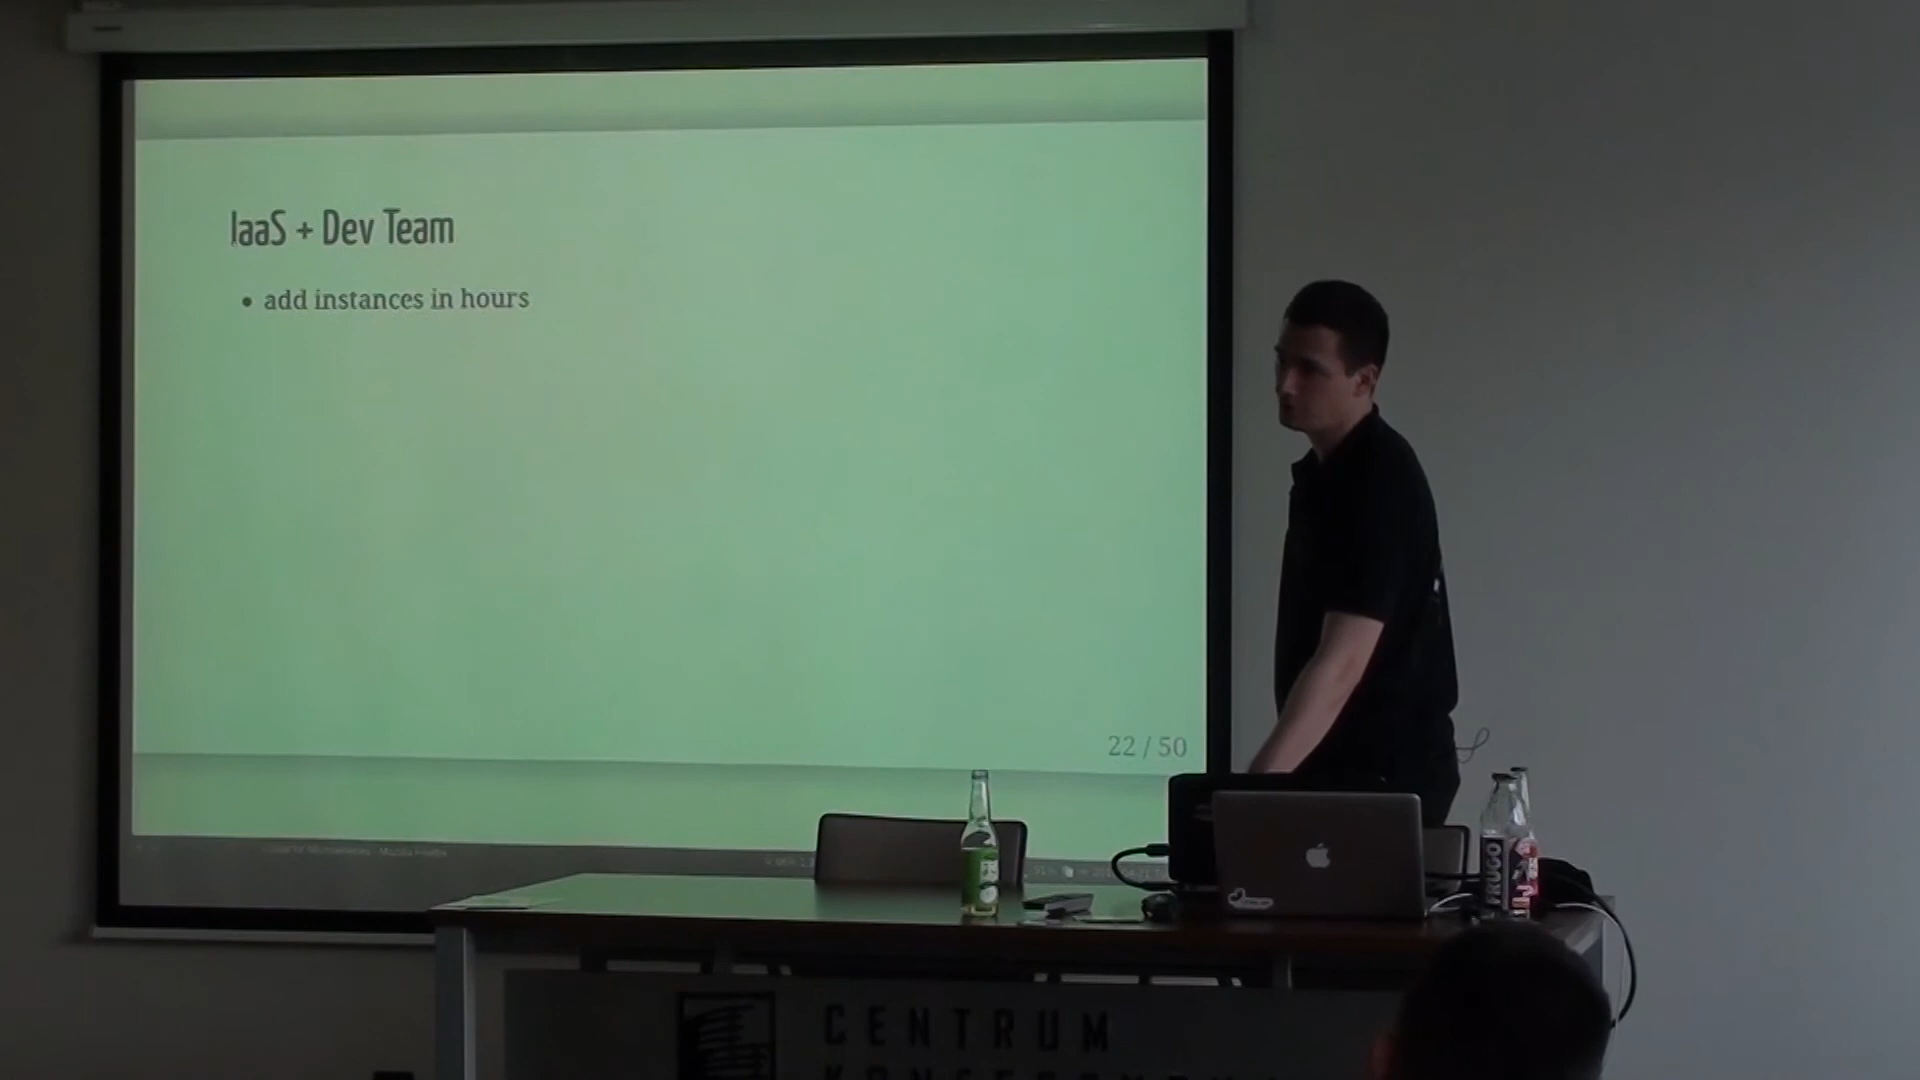 IaaS + Dev Team
• add instances in hours
22 / 50
FRUGO
CENTRUM